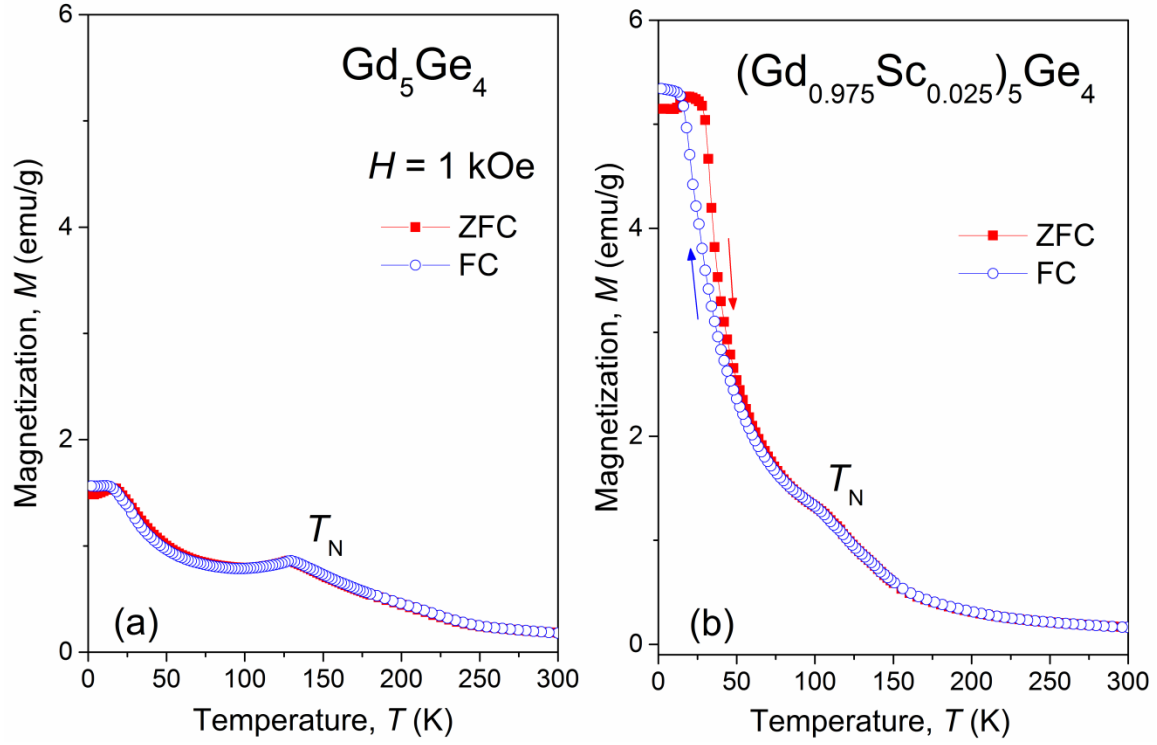 6
4
2
0
Magnetization, M (emu/g)
Gd5Ge4
H = 1 kOe
ZFC
FC
TN
(a)
0 50 100 150 200 250 300
Temperature, T (K)
6
4
2
0
Magnetization, M (emu/g)
(Gd0.975Sc0.025)5Ge4
ZFC
FC
TN
(b)
0 50 100 150 200 250 300
Temperature, T (K)